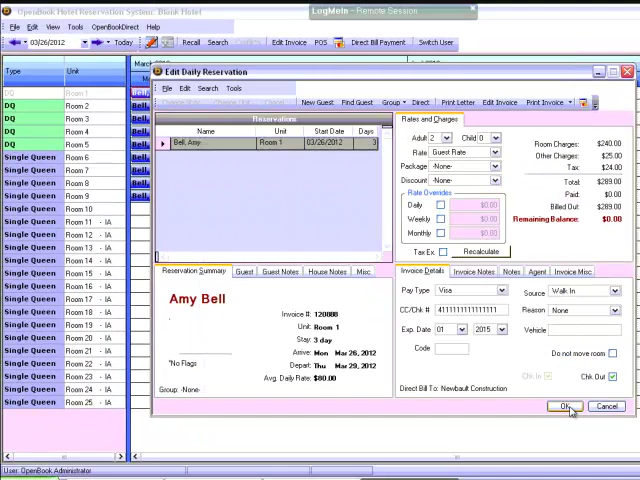 LogMeIn - Remote Session
OpenBook Hotel Reservation System: Blank Hotel
File Edit View Tools OpenBookDirect Help
03/26/2012 Today Recall Search Edit Invoice POS Direct Bill Payment Switch User
Type Unit
DQ Room 1
DQ Room 2 Bell,
DQ Room 3 Bell,
DQ Room 4 Bell,
DQ Room 5 Bell,
Single Queen Room 6 Bell,
Single Queen Room 7 Bell,
Single Queen Room 8 Bell,
Single Queen Room 9 Bell,
Single Queen Room 10
Single Queen Room 11 - IA
Single Queen Room 12 - IA
Single Queen Room 13 - IA
Single Queen Room 14 - IA
Single Queen Room 15 - IA
Single Queen Room 16 - IA
Single Queen Room 17 - IA
Single Queen Room 18 - IA
Single Queen Room 19 - IA
Single Queen Room 20 - IA
Single Queen Room 21 - IA
Single Queen Room 22 - IA
Single Queen Room 23 - IA
Single Queen Room 24 - IA
Single Queen Room 25 - IA
User: OpenBook Administrator
Edit Daily Reservation
File Edit Search Tools
New Guest Find Guest Group Direct Print Letter Edit Invoice Print Invoice
Reservations
Name Unit Start Date Days
Bell, Amy Room 1 03/26/2012 3
Rates and Charges
Adult 2 Child 0
Rate Guest Rate
Package -None-
Discount -None-
Rate Overrides
Daily $0.00
Weekly $0.00
Monthly $0.00
Tax Ex. Recalculate
Room Charges: $240.00
Other Charges: $25.00
Tax: $24.00
Total: $289.00
Paid: $0.00
Billed Out: $289.00
Remaining Balance: $0.00
Reservation Summary Guest Guest Notes House Notes Misc
Amy Bell
Invoice #: 120888
Unit: Room 1
Stay: 3 day
Arrive: Mon Mar 26, 2012
Depart: Thu Mar 29, 2012
Avg. Daily Rate: $80.00
*No Flags
Group: -None-
Invoice Details Invoice Notes Notes Agent Invoice Misc
Pay Type Visa Source Walk In
CC/Chk # 4111111111111111 Reason None
Exp. Date 01 2015 Vehicle
Code Do not move room
Chk In Chk Out
Direct Bill To: Newbault Construction
OK Cancel